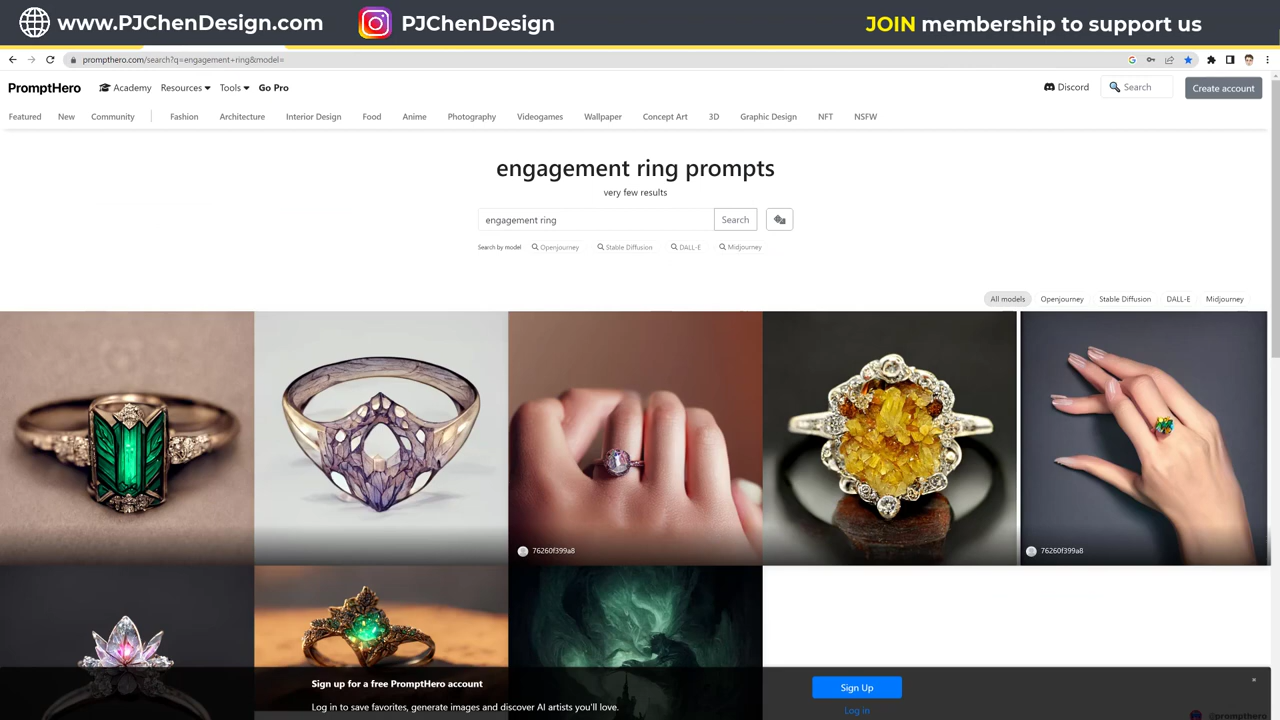 www.PJChenDesign.com PJChenDesign JOIN membership to support us
prompthero.com/search?q=engagement+ring&model=
PromptHero Academy Resources Tools Go Pro Discord Search Create account
Featured New Community Fashion Architecture Interior Design Food Anime Photography Videogames Wallpaper Concept Art 3D Graphic Design NFT NSFW
engagement ring prompts
very few results
engagement ring Search
Search by model Openjourney Stable Diffusion DALL-E Midjourney
All models Openjourney Stable Diffusion DALL-E Midjourney
76260f399a8 76260f399a8
Sign up for a free PromptHero account
Sign Up
Log in to save favorites, generate images and discover AI artists you'll love.
Log in
@prompthero